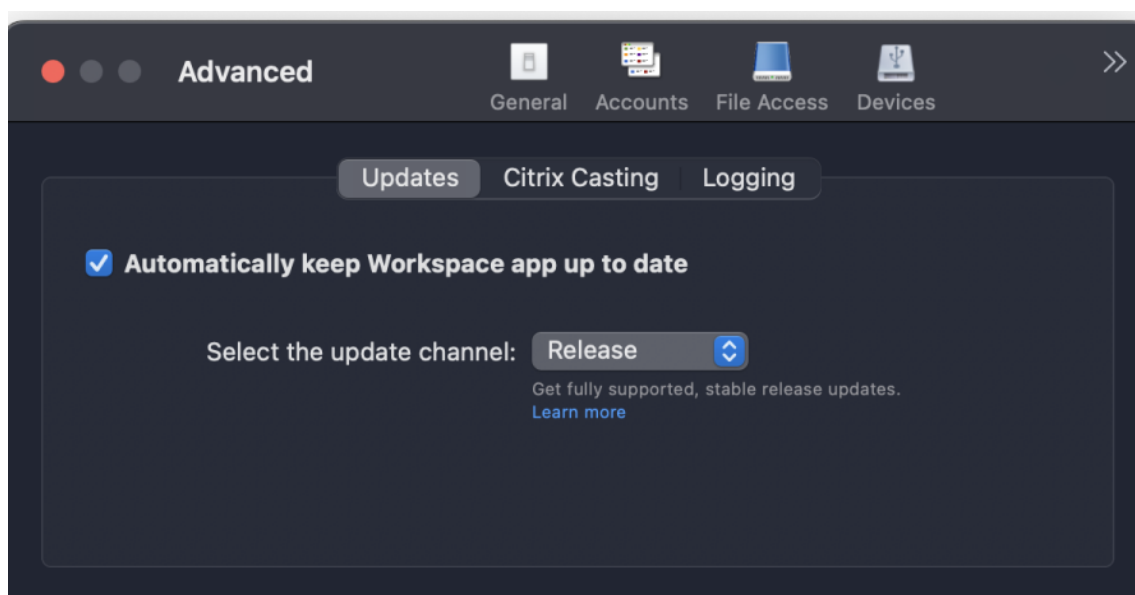 Advanced
General Accounts File Access Devices
Updates Citrix Casting Logging
Automatically keep Workspace app up to date
Select the update channel: Release
Get fully supported, stable release updates.
Learn more